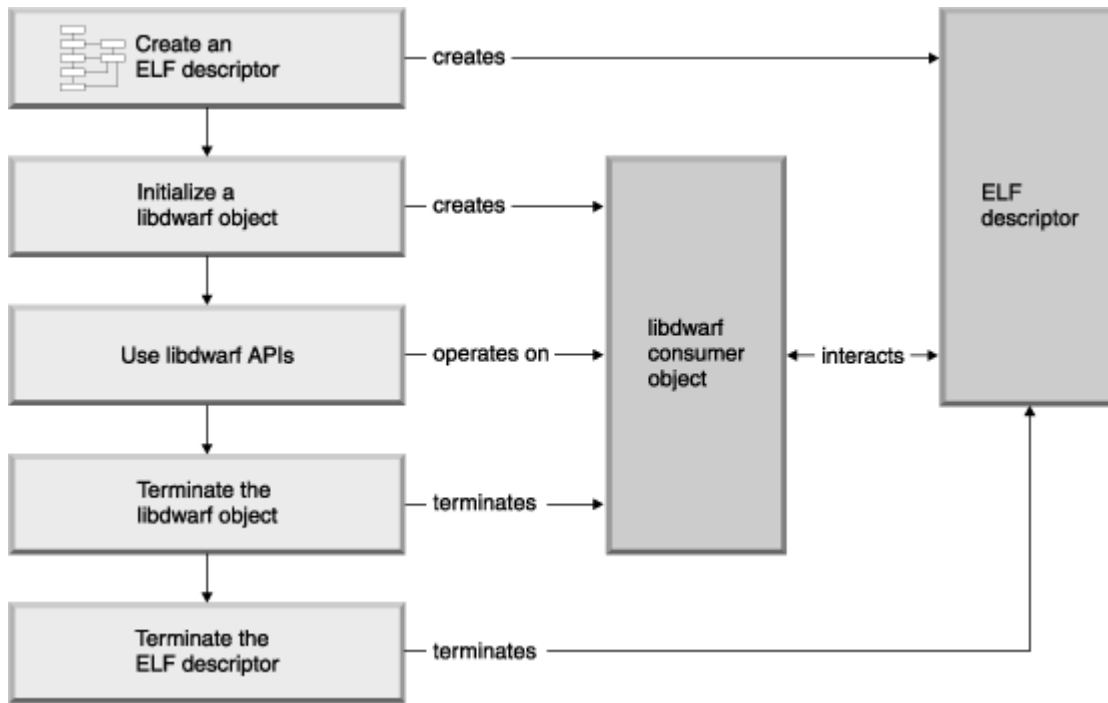 Create an
ELF descriptor
creates
Initialize a
libdwarf object
creates
ELF
descriptor
Use libdwarf APIs
operates on
libdwarf
consumer
object
interacts
Terminate the
libdwarf object
terminates
Terminate the
ELF descriptor
terminates